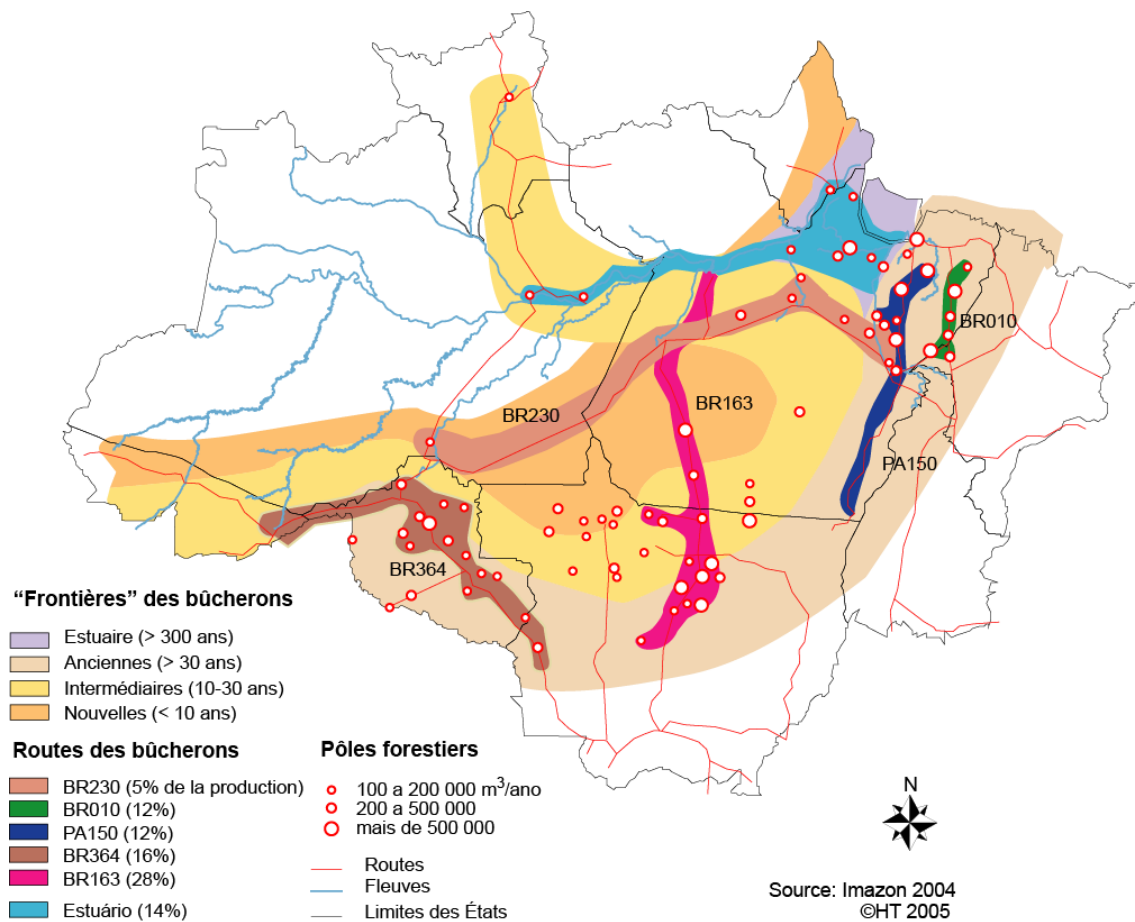 BR010
BR230
BR163
PA150
BR364
“Frontières” des bûcherons
Estuaire (> 300 ans)
Anciennes (> 30 ans)
Intermédiaires (10-30 ans)
Nouvelles (< 10 ans)
Routes des bûcherons
BR230 (5% de la production)
BR010 (12%)
PA150 (12%)
BR364 (16%)
BR163 (28%)
Estuário (14%)
Pôles forestiers
100 a 200 000 m³/ano
200 a 500 000
mais de 500 000
Routes
Fleuves
Limites des États
N
Source: Imazon 2004
©HT 2005